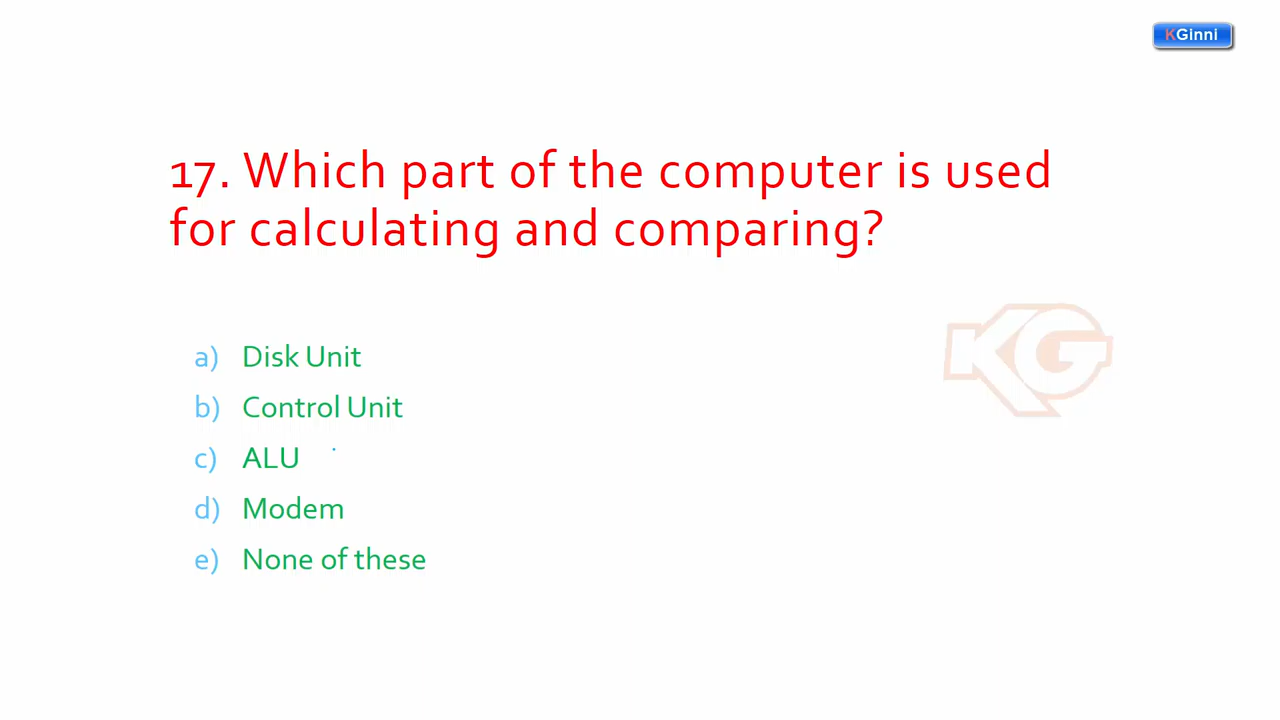 KGinni
17. Which part of the computer is used
for calculating and comparing?
KG
a) Disk Unit
b) Control Unit
c) ALU
d) Modem
e) None of these